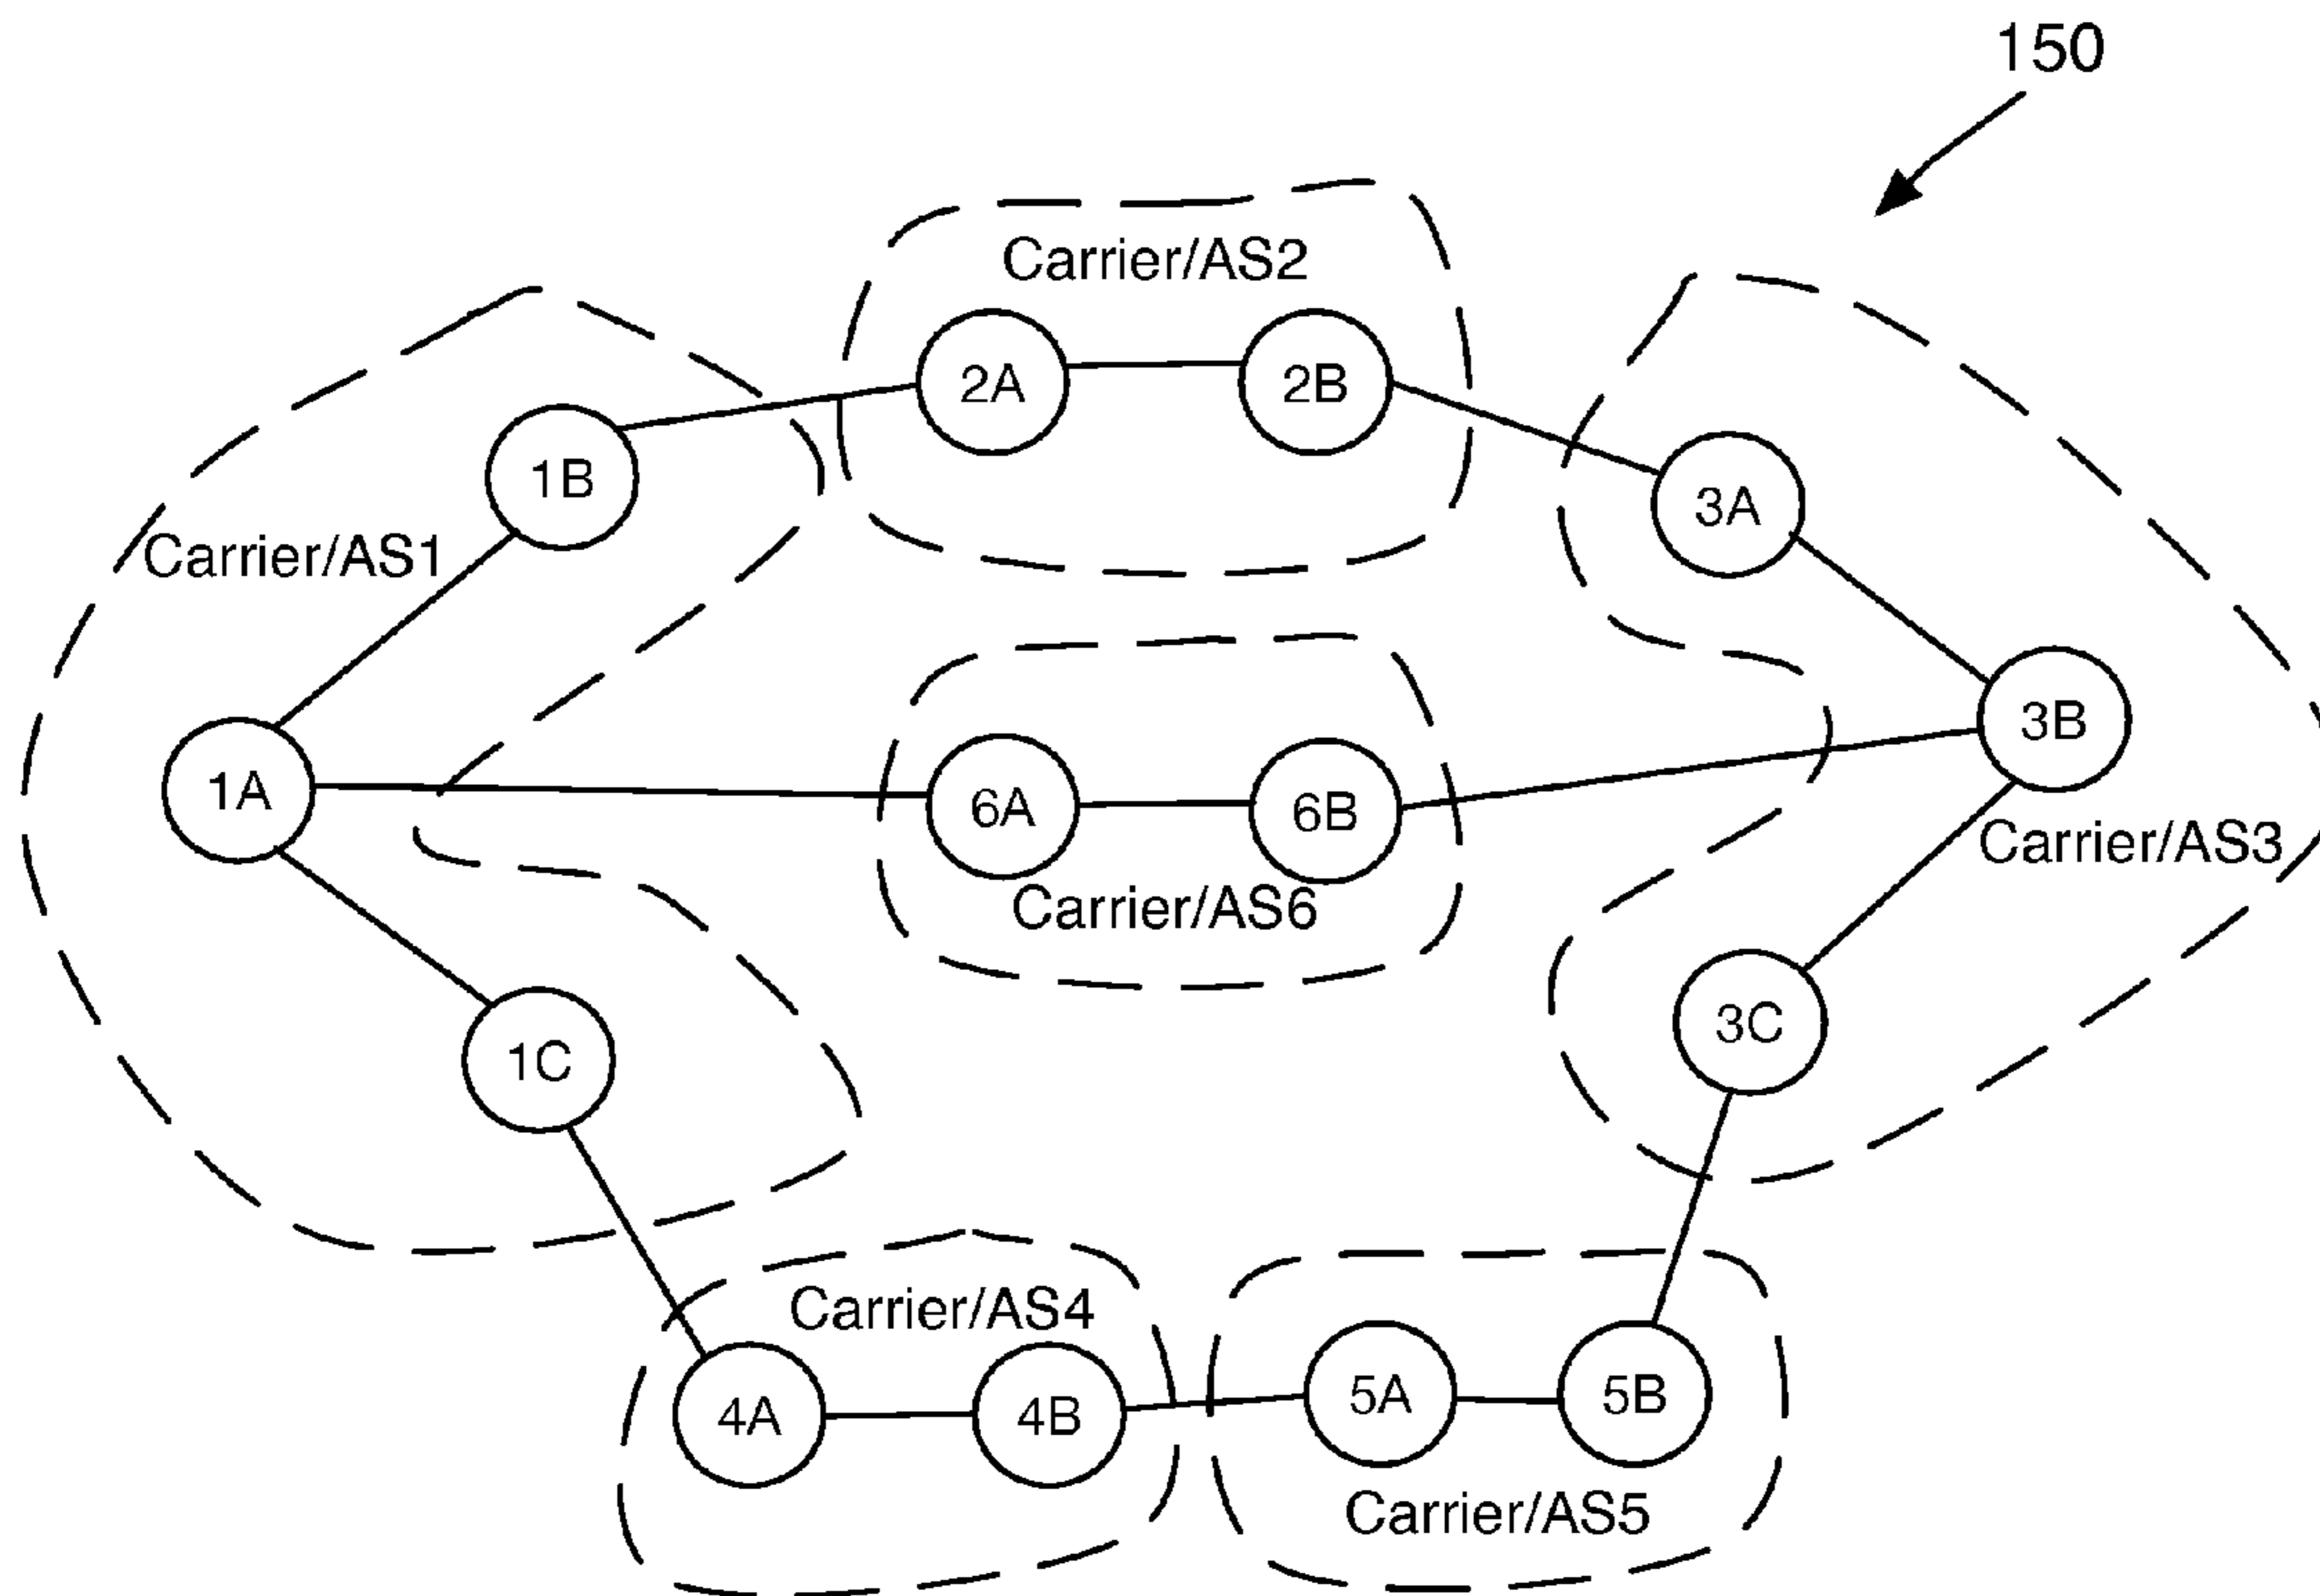 150
Carrier/AS2
2A
2B
1B
3A
Carrier/AS1
3B
1A
6A
6B
Carrier/AS3
Carrier/AS6
3C
1C
Carrier/AS4
4A
4B
5A
5B
Carrier/AS5